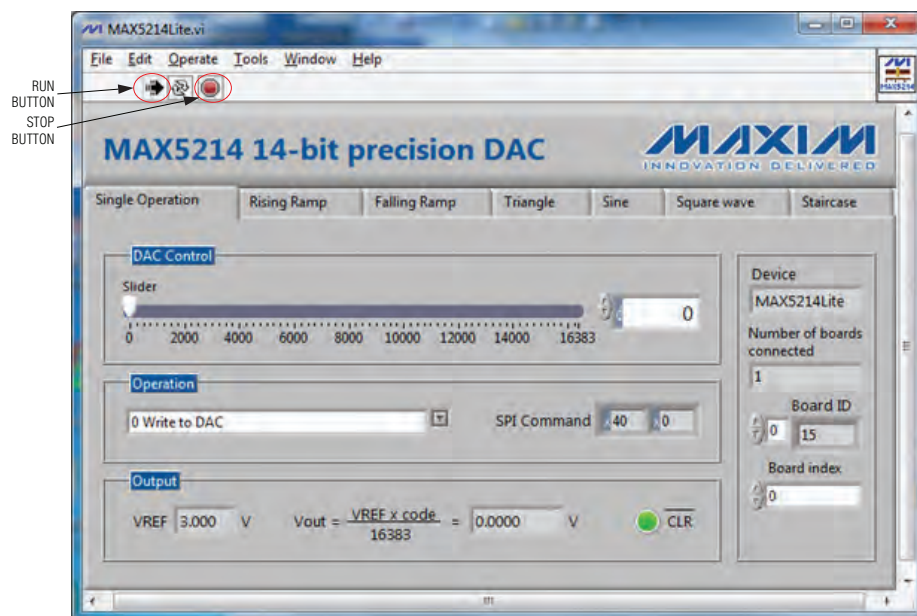 MAX5214Lite.vi
File Edit Operate Tools Window Help
RUN
BUTTON
STOP
BUTTON
MAXIM
MAX5214
MAX5214 14-bit precision DAC
MAXIM
INNOVATION DELIVERED
Single Operation Rising Ramp Falling Ramp Triangle Sine Square wave Staircase
DAC Control
Slider
0
0 2000 4000 6000 8000 10000 12000 14000 16383
Operation
0 Write to DAC
SPI Command x40 x0
Output
VREF 3.000 V Vout = VREF x code / 16383 = 0.0000 V CLR
Device
MAX5214Lite
Number of boards
connected
1
Board ID
0 15
Board index
0